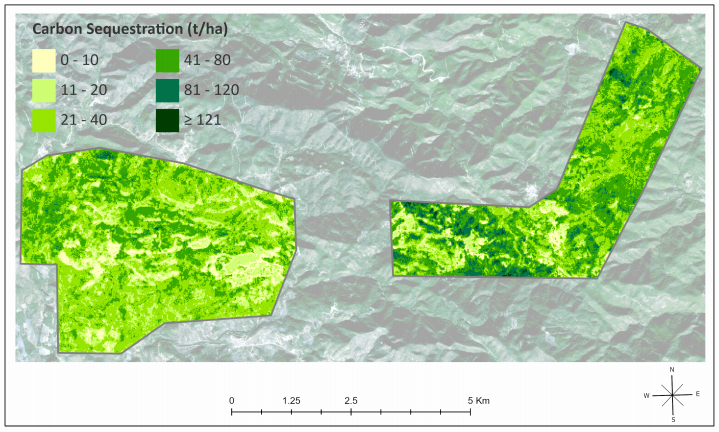 Carbon Sequestration (t/ha)
0 - 10
41 - 80
11 - 20
81 - 120
21 - 40
≥ 121
N
W
E
S
0
1.25
2.5
5 Km